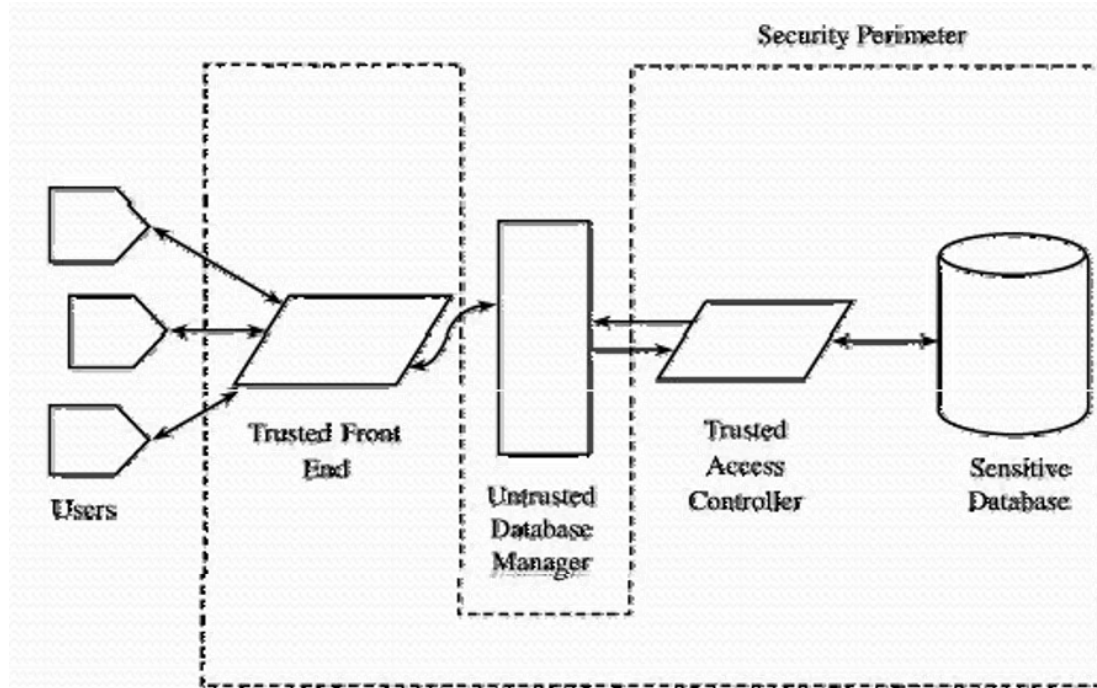 Security Perimeter
Users
Trusted Front
End
Untrusted
Database
Manager
Trusted
Access
Controller
Sensitive
Database